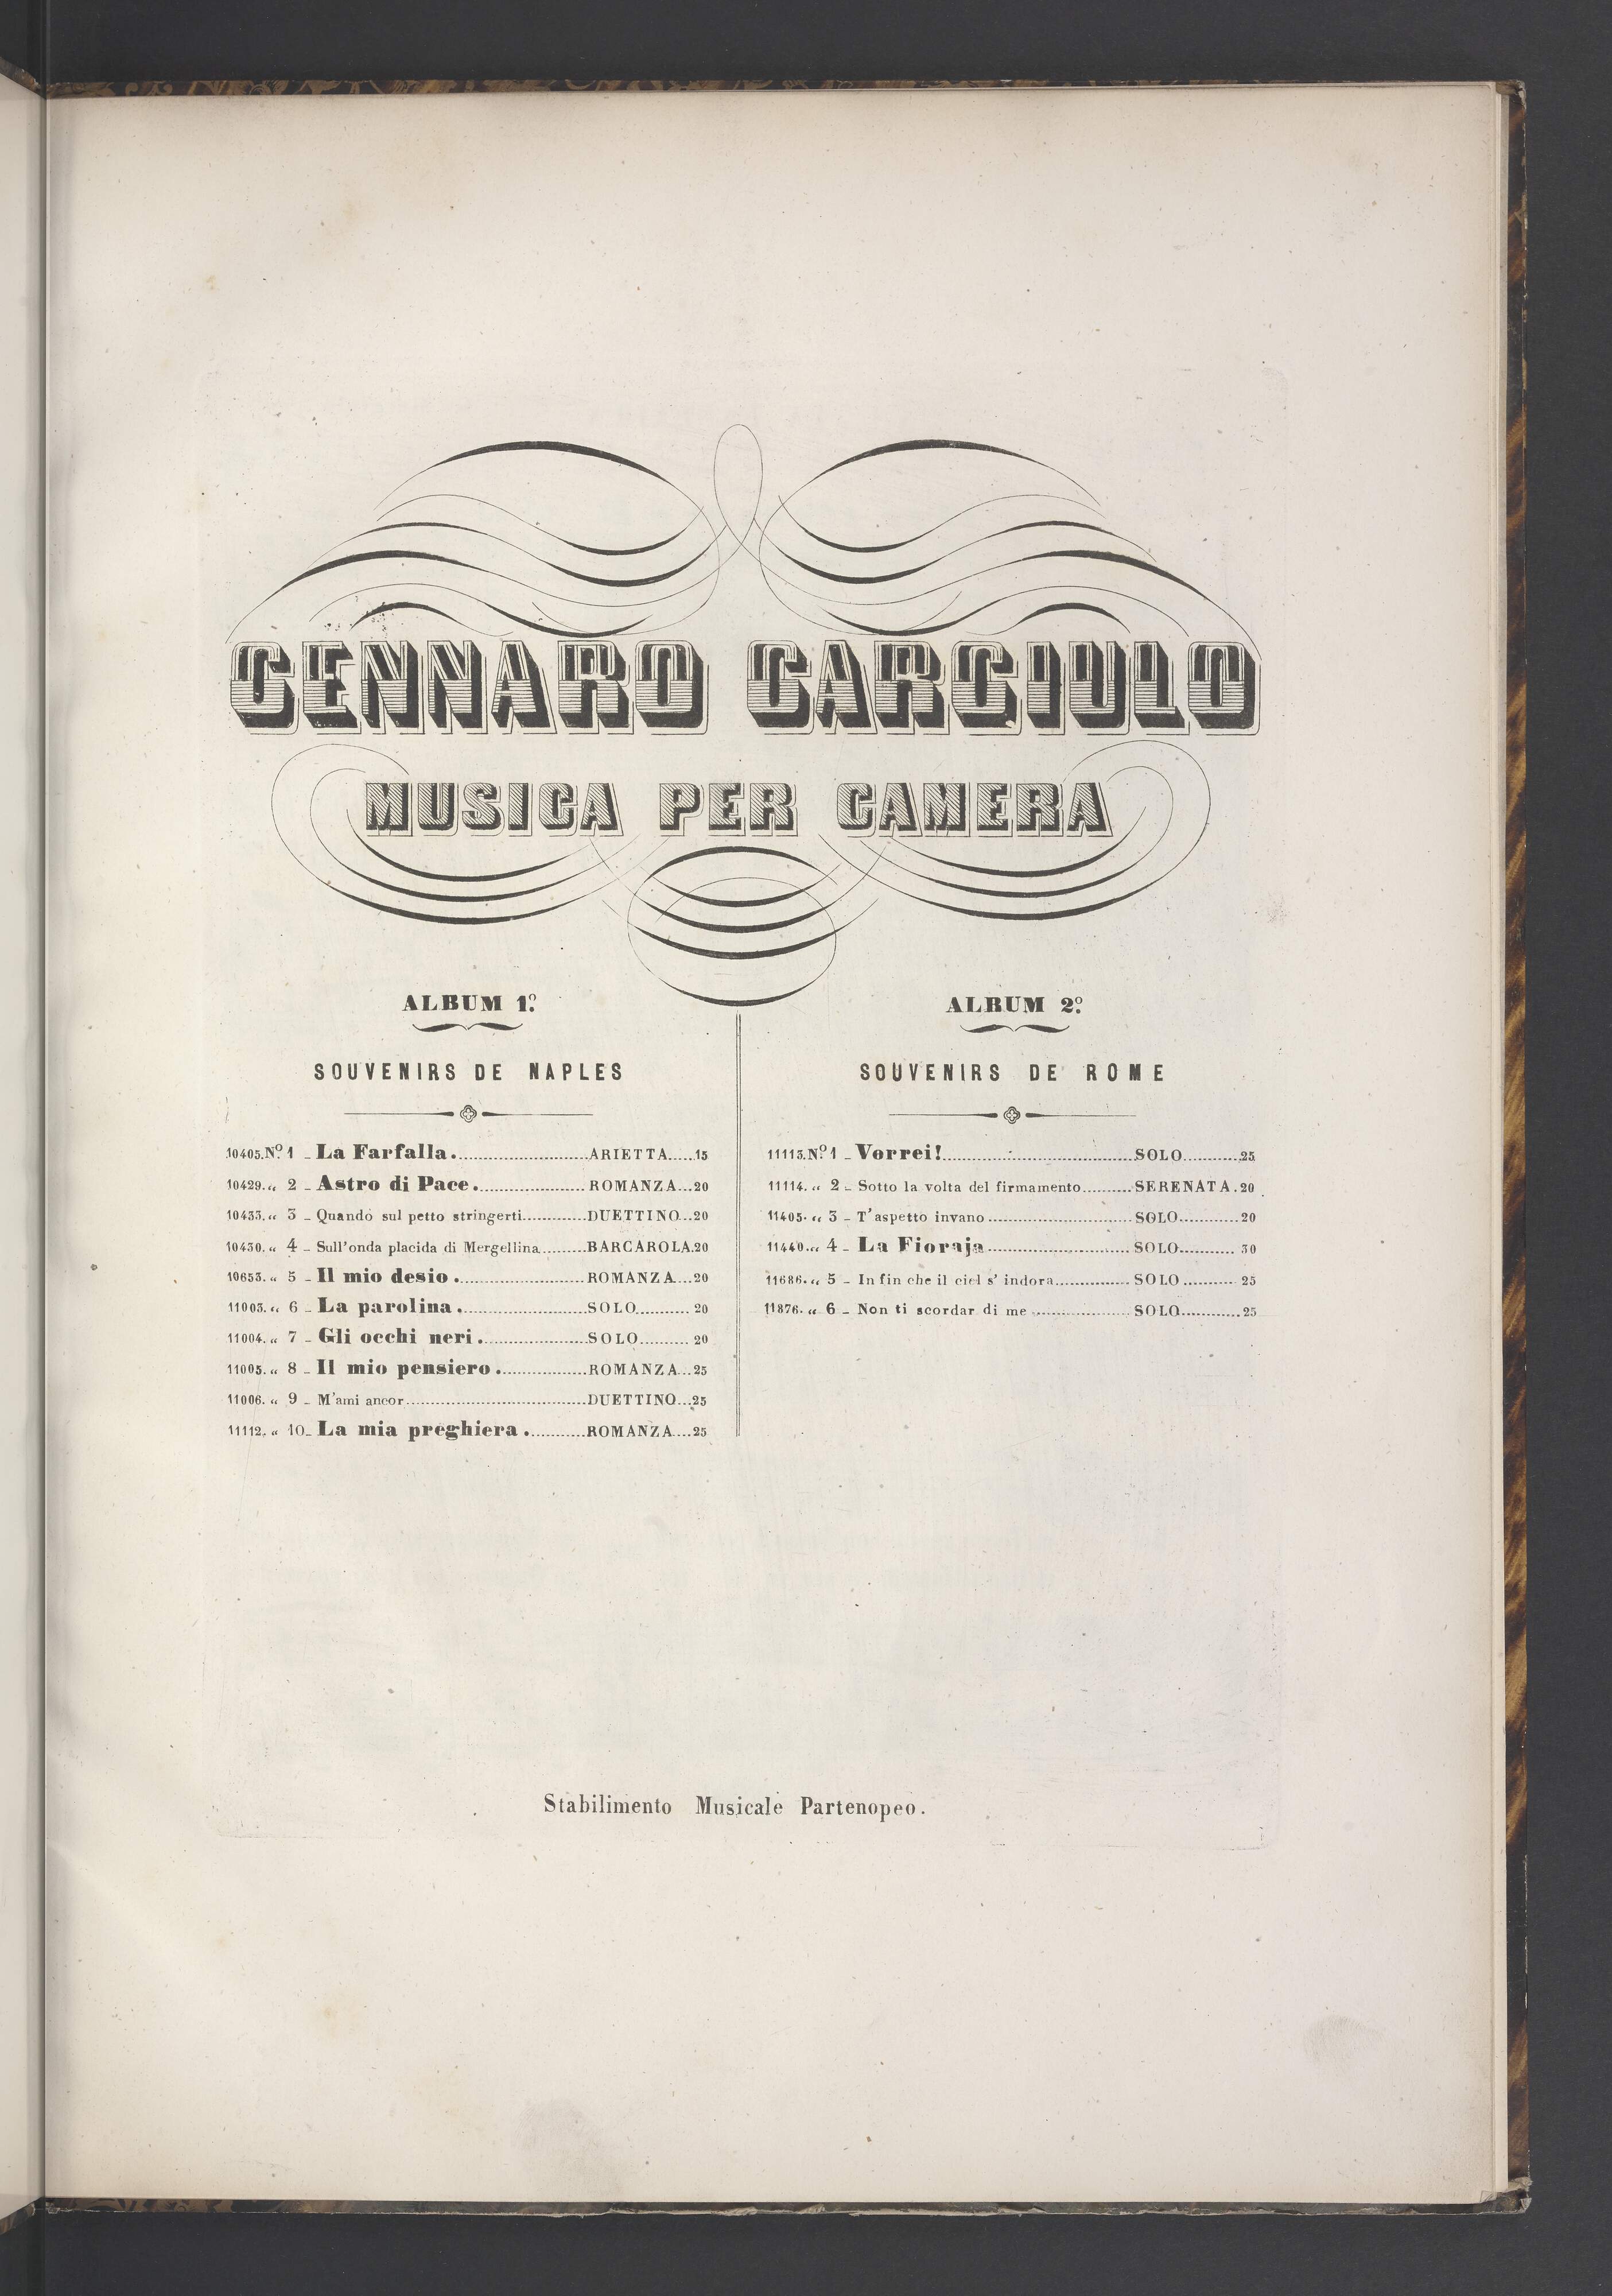 GENNARO GARGIULO
MUSICA PER CAMERA
ALBUM 1.º
SOUVENIRS DE NAPLES
10405. N.º 1 _ La Farfalla. ARIETTA 15
10429. „ 2 _ Astro di Pace. ROMANZA 20
10433. „ 3 _ Quando sul petto stringerti DUETTINO 20
10430. „ 4 _ Sull'onda placida di Mergellina BARCAROLA 20
10653. „ 5 _ Il mio desio. ROMANZA 20
11003. „ 6 _ La parolina. SOLO 20
11004. „ 7 _ Gli occhi neri. SOLO 20
11005. „ 8 _ Il mio pensiero. ROMANZA 25
11006. „ 9 _ M'ami ancor DUETTINO 25
11112. „ 10 _ La mia preghiera. ROMANZA 25
ALBUM 2.º
SOUVENIRS DE ROME
11113. N.º 1 _ Vorrei! SOLO 25
11114. „ 2 _ Sotto la volta del firmamento SERENATA. 20
11405. „ 3 _ T'aspetto invano SOLO 20
11440. „ 4 _ La Fioraja SOLO 30
11686. „ 5 _ In fin che il ciel s'indora SOLO 25
11876. „ 6 _ Non ti scordar di me SOLO 25
Stabilimento Musicale Partenopeo.